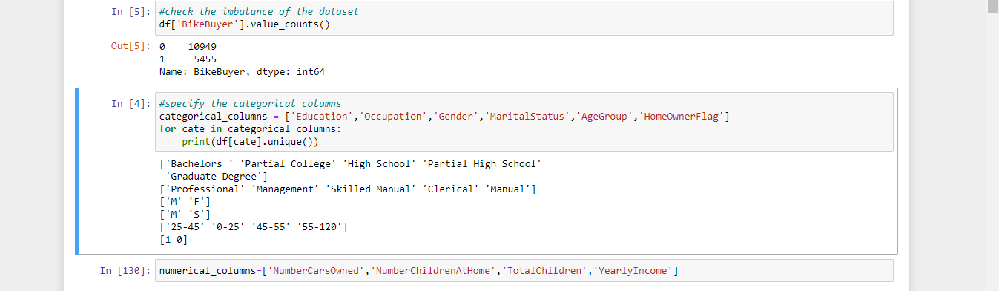 In [5]: #check the imbalance of the dataset
df['BikeBuyer'].value_counts()
Out[5]: 0    10949
1     5455
Name: BikeBuyer, dtype: int64
In [4]: #specify the categorical columns
categorical_columns = ['Education','Occupation','Gender','MaritalStatus','AgeGroup','HomeOwnerFlag']
for cate in categorical_columns:
    print(df[cate].unique())
['Bachelors ' 'Partial College' 'High School' 'Partial High School'
 'Graduate Degree']
['Professional' 'Management' 'Skilled Manual' 'Clerical' 'Manual']
['M' 'F']
['M' 'S']
['25-45' '0-25' '45-55' '55-120']
[1 0]
In [130]: numerical_columns=['NumberCarsOwned','NumberChildrenAtHome','TotalChildren','YearlyIncome']